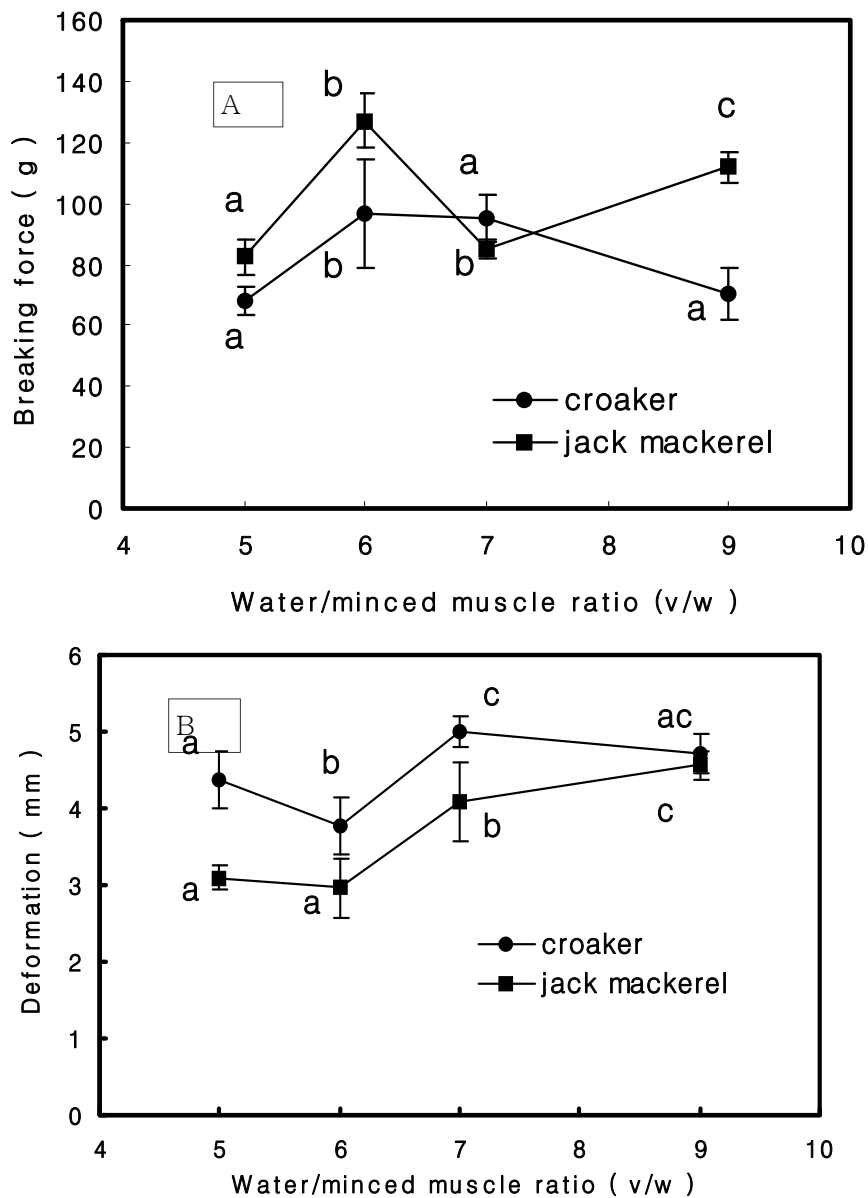 160
140
120
100
80
60
40
20
0
Breaking force ( g )
A
a
b
a
c
a
b
b
a
croaker
jack mackerel
4 5 6 7 8 9 10
Water/minced muscle ratio (v/w )
6
5
4
3
2
1
0
Deformation ( mm )
B
a
b
c
ac
a
a
b
c
croaker
jack mackerel
4 5 6 7 8 9 10
Water/minced muscle ratio ( v/w )